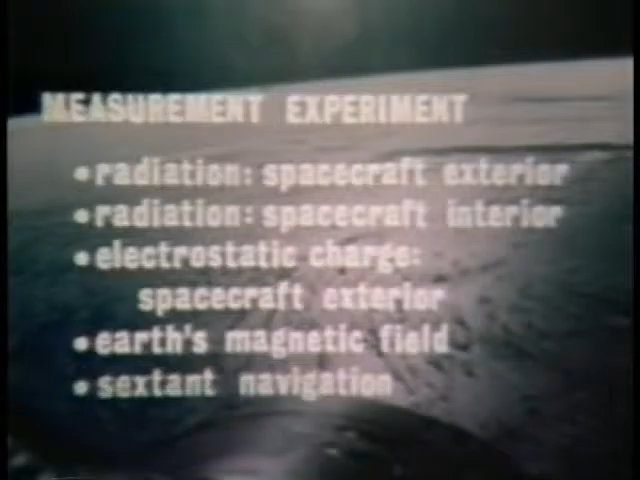 MEASUREMENT EXPERIMENT
•radiation: spacecraft exterior
•radiation: spacecraft interior
•electrostatic charge:
spacecraft exterior
•earth's magnetic field
•sextant navigation